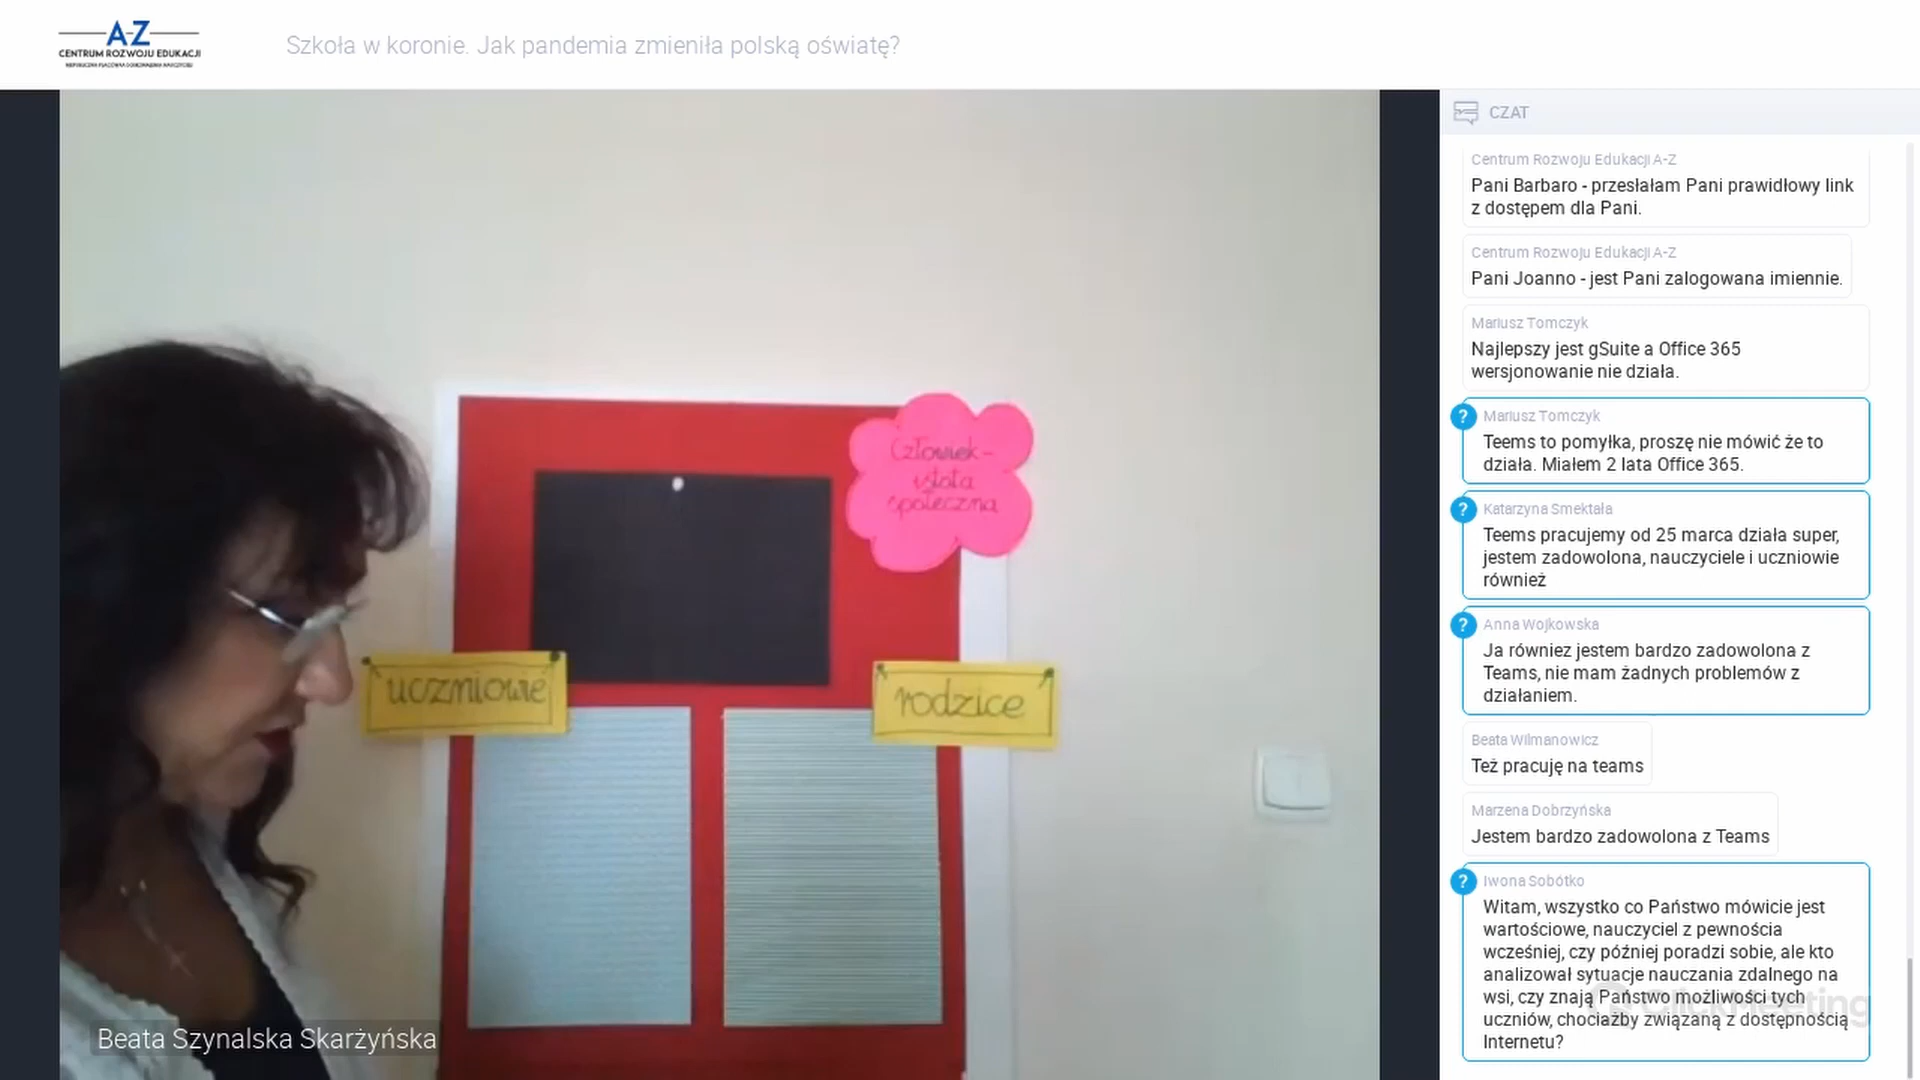 A-Z
CENTRUM ROZWOJU EDUKACJI
NIEPUBLICZNA PLACÓWKA DOSKONALENIA NAUCZYCIELI
Szkoła w koronie. Jak pandemia zmieniła polską oświatę?
Człowiek-
istota
społeczna
uczniowie
rodzice
Beata Szynalska Skarżyńska
CZAT
Centrum Rozwoju Edukacji A-Z
Pani Barbaro - przesłałam Pani prawidłowy link
z dostępem dla Pani.
Centrum Rozwoju Edukacji A-Z
Pani Joanno - jest Pani zalogowana imiennie.
Mariusz Tomczyk
Najlepszy jest gSuite a Office 365
wersjonowanie nie działa.
?
Mariusz Tomczyk
Teems to pomyłka, proszę nie mówić że to
działa. Miałem 2 lata Office 365.
?
Katarzyna Smektała
Teems pracujemy od 25 marca działa super,
jestem zadowolona, nauczyciele i uczniowie
również
?
Anna Wojkowska
Ja równiez jestem bardzo zadowolona z
Teams, nie mam żadnych problemów z
działaniem.
Beata Wilmanowicz
Też pracuję na teams
Marzena Dobrzyńska
Jestem bardzo zadowolona z Teams
?
Iwona Sobótko
Witam, wszystko co Państwo mówicie jest
wartościowe, nauczyciel z pewnościa
wcześniej, czy później poradzi sobie, ale kto
analizował sytuacje nauczania zdalnego na
wsi, czy znają Państwo możliwości tych
uczniów, chociażby związaną z dostępnością
Internetu?
ClickMeeting